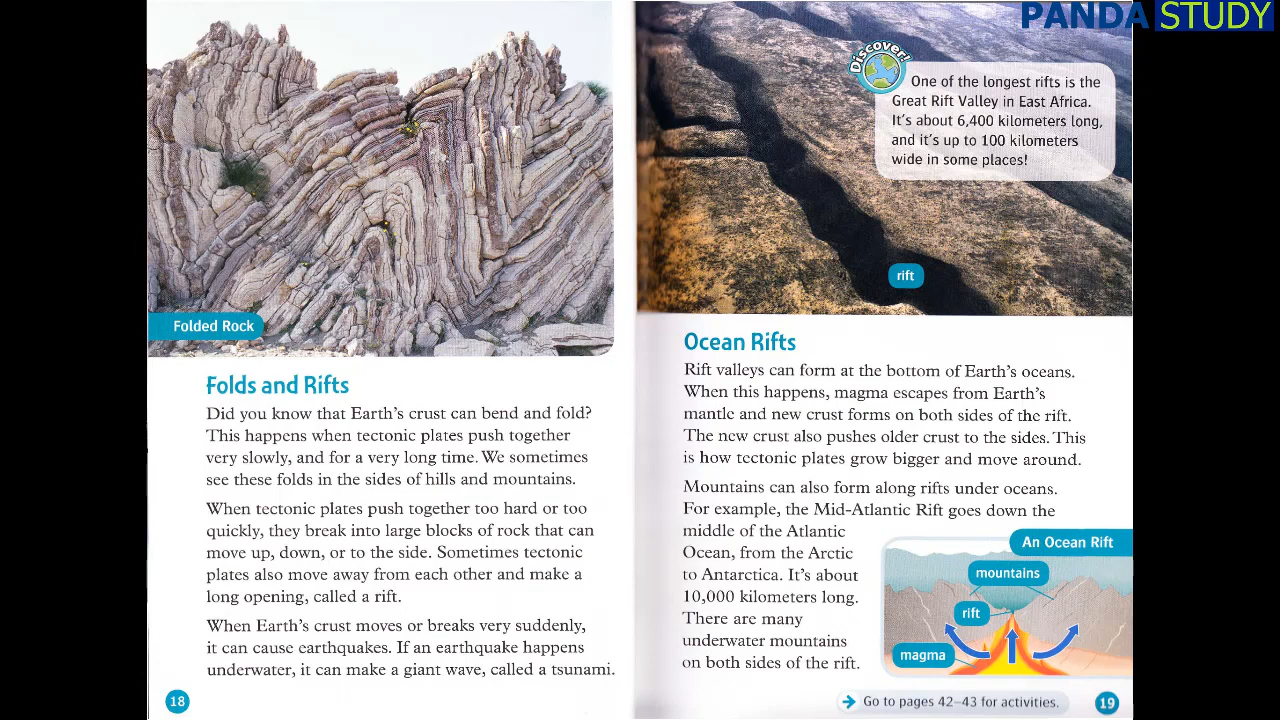 PANDA STUDY
Folded Rock
Folds and Rifts
Did you know that Earth's crust can bend and fold?
This happens when tectonic plates push together
very slowly, and for a very long time. We sometimes
see these folds in the sides of hills and mountains.
When tectonic plates push together too hard or too
quickly, they break into large blocks of rock that can
move up, down, or to the side. Sometimes tectonic
plates also move away from each other and make a
long opening, called a rift.
When Earth's crust moves or breaks very suddenly,
it can cause earthquakes. If an earthquake happens
underwater, it can make a giant wave, called a tsunami.
18
Discover!
One of the longest rifts is the
Great Rift Valley in East Africa.
It's about 6,400 kilometers long,
and it's up to 100 kilometers
wide in some places!
rift
Ocean Rifts
Rift valleys can form at the bottom of Earth's oceans.
When this happens, magma escapes from Earth's
mantle and new crust forms on both sides of the rift.
The new crust also pushes older crust to the sides. This
is how tectonic plates grow bigger and move around.
Mountains can also form along rifts under oceans.
For example, the Mid-Atlantic Rift goes down the
middle of the Atlantic
Ocean, from the Arctic
to Antarctica. It's about
10,000 kilometers long.
There are many
underwater mountains
on both sides of the rift.
An Ocean Rift
mountains
rift
magma
Go to pages 42–43 for activities.
19